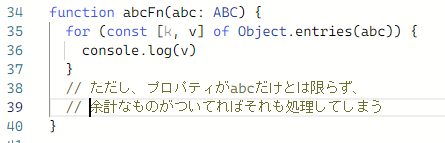 34 function abcFn(abc: ABC) {
35 for (const [k, v] of Object.entries(abc)) {
36 console.log(v)
37 }
38 // ただし、プロパティがabcだけとは限らず、
39 // 余計なものがついてればそれも処理してしまう
40 }